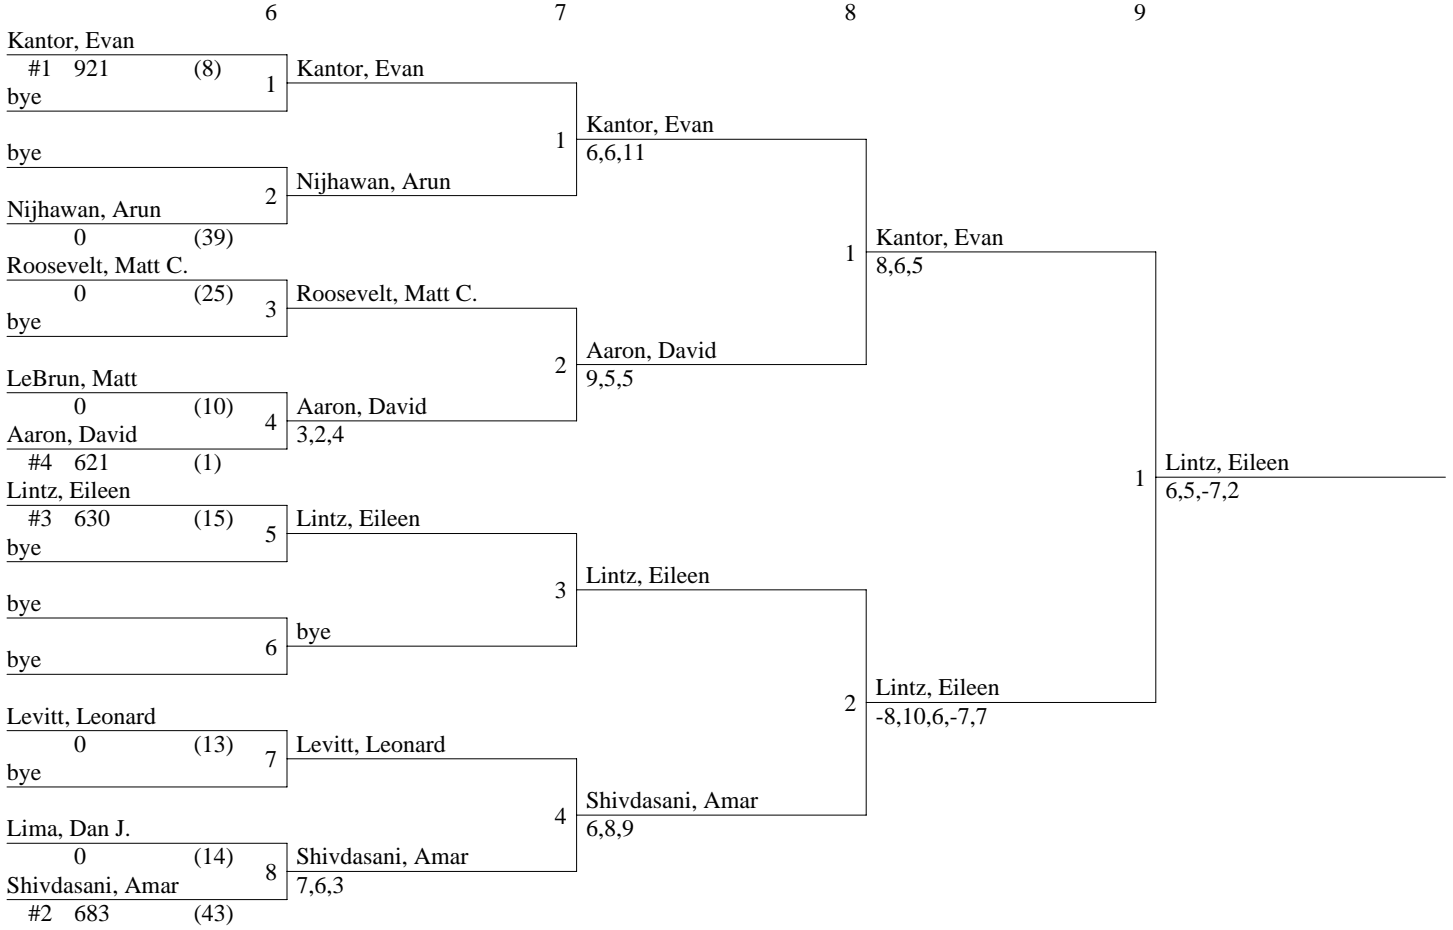 6 7 8 9
Kantor, Evan
#1 921 (8)
1
Kantor, Evan
bye
1
Kantor, Evan
6,6,11
bye
2
Nijhawan, Arun
Nijhawan, Arun
0 (39)
1
Kantor, Evan
8,6,5
Roosevelt, Matt C.
0 (25)
3
Roosevelt, Matt C.
bye
2
Aaron, David
9,5,5
LeBrun, Matt
0 (10)
4
Aaron, David
3,2,4
Aaron, David
#4 621 (1)
1
Lintz, Eileen
6,5,-7,2
Lintz, Eileen
#3 630 (15)
5
Lintz, Eileen
bye
3
Lintz, Eileen
bye
6
bye
bye
2
Lintz, Eileen
-8,10,6,-7,7
Levitt, Leonard
0 (13)
7
Levitt, Leonard
bye
4
Shivdasani, Amar
6,8,9
Lima, Dan J.
0 (14)
8
Shivdasani, Amar
7,6,3
Shivdasani, Amar
#2 683 (43)